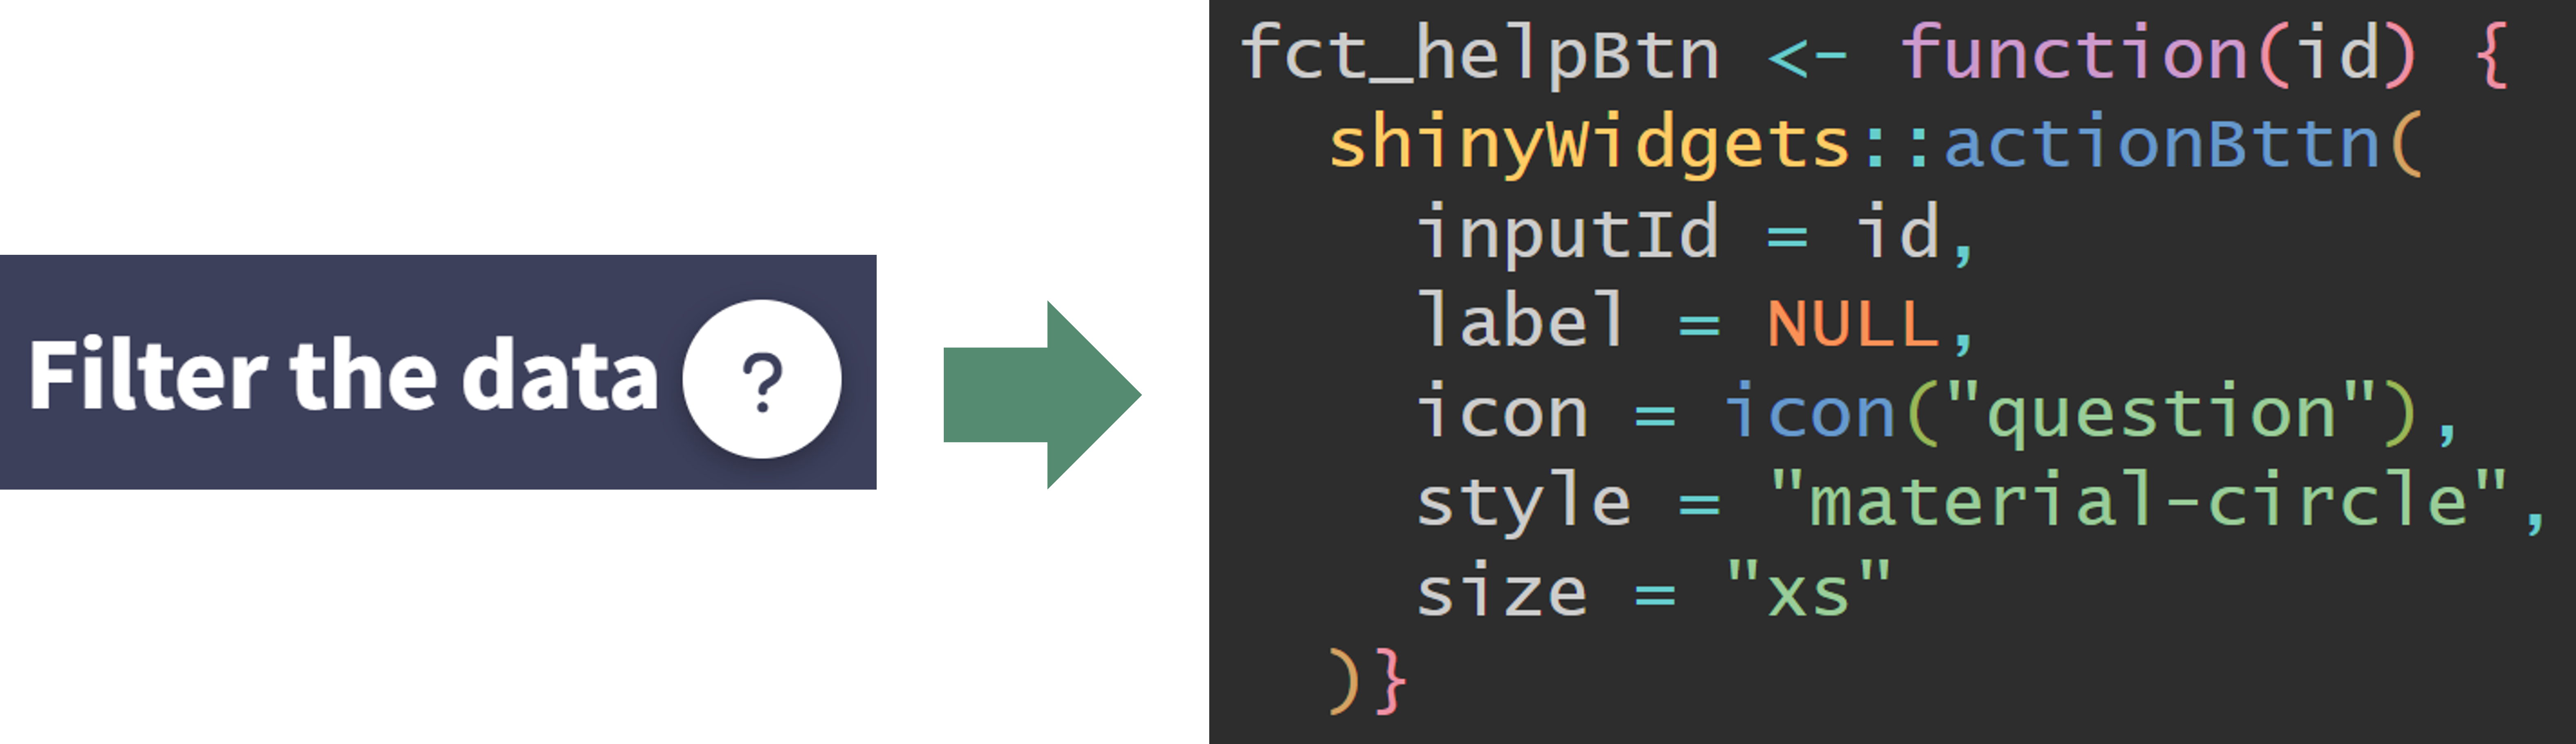 Filter the data ?
fct_helpBtn <- function(id) {
  shinyWidgets::actionBttn(
    inputId = id,
    label = NULL,
    icon = icon("question"),
    style = "material-circle",
    size = "xs"
  )}